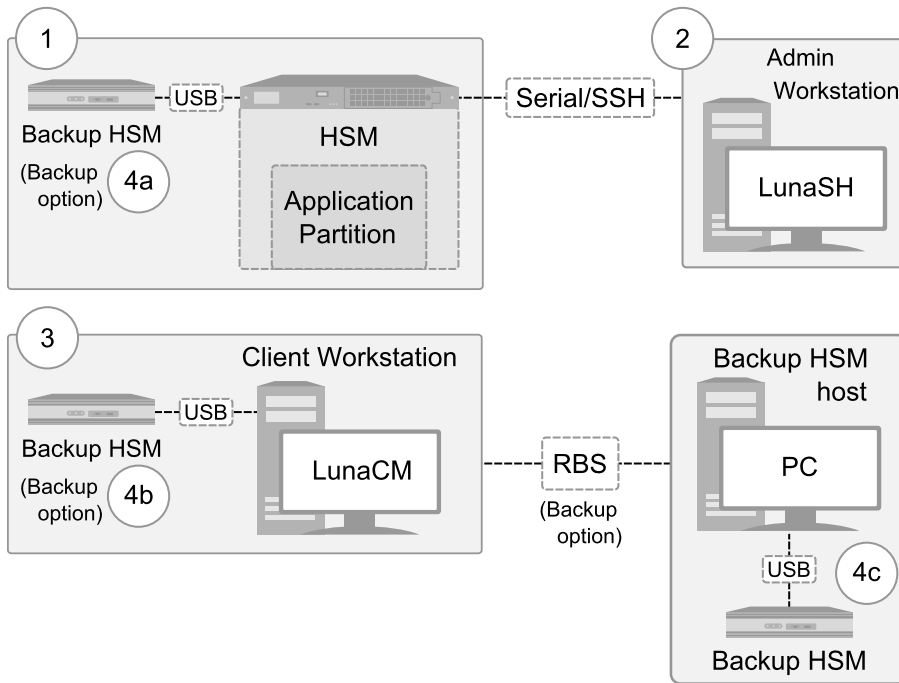 1
USB
Backup HSM
(Backup
option)
4a
HSM
Application
Partition
Serial/SSH
2
Admin
Workstation
LunaSH
3
Client Workstation
USB
Backup HSM
(Backup
option)
4b
LunaCM
RBS
(Backup
option)
Backup HSM
host
PC
USB
4c
Backup HSM